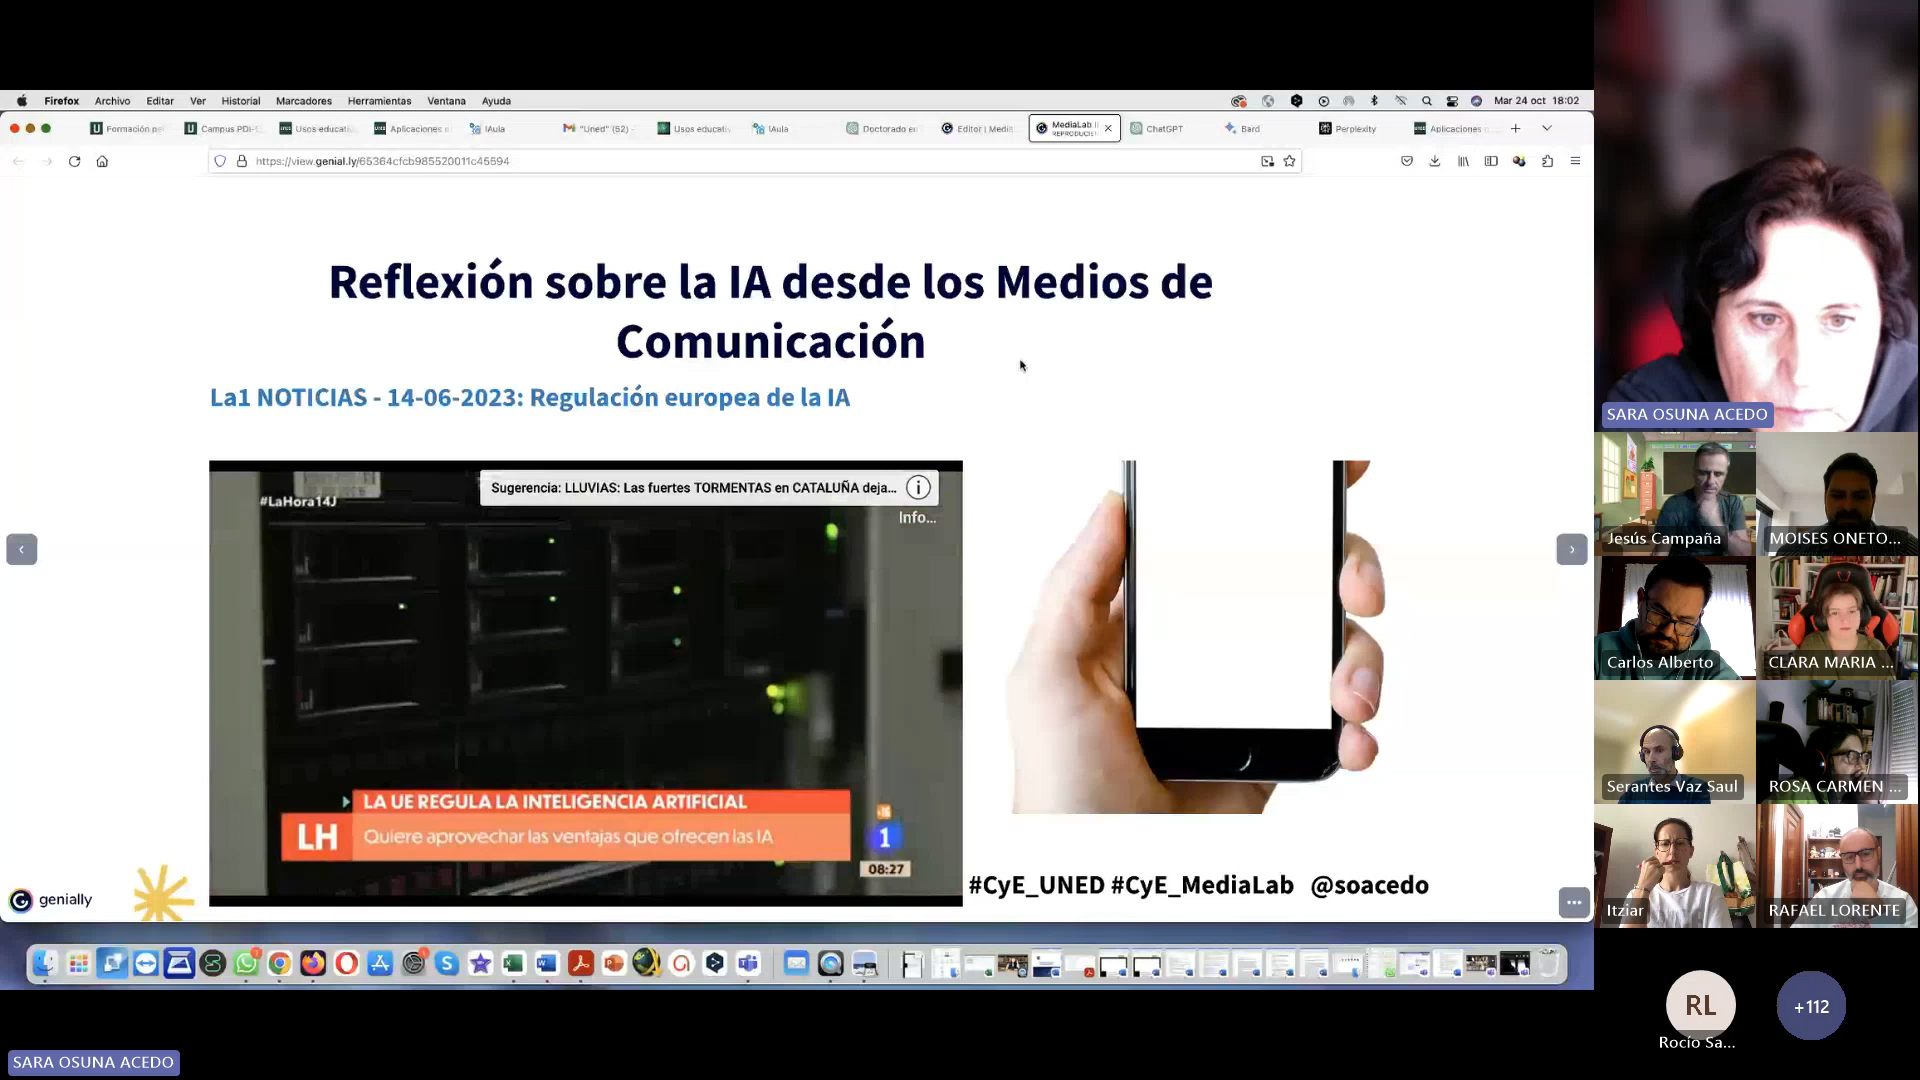 Firefox Archivo Editar Ver Historial Marcadores Herramientas Ventana Ayuda
Mar 24 oct 18:02
Formación pe
Campus PDI-
Usos educati
Aplicaciones
IAula
"Uned" (52) -
Usos educati
IAula
Doctorado en
Editor | Medi
MediaLab I
ChatGPT
Bard
Perplexity
Aplicaciones
https://view.genial.ly/65364cfcb985520011c45594
Reflexión sobre la IA desde los Medios de
Comunicación
La1 NOTICIAS - 14-06-2023: Regulación europea de la IA
#LaHora14J
Sugerencia: LLUVIAS: Las fuertes TORMENTAS en CATALUÑA deja...
Info...
LA UE REGULA LA INTELIGENCIA ARTIFICIAL
LH
Quiere aprovechar las ventajas que ofrecen las IA
1
08:27
#CyE_UNED #CyE_MediaLab @soacedo
genially
SARA OSUNA ACEDO
Jesús Campaña
MOISES ONETO...
Carlos Alberto
CLARA MARIA ...
Serantes Vaz Saul
ROSA CARMEN ...
Itziar
RAFAEL LORENTE
RL
Rocío Sa...
+112
SARA OSUNA ACEDO